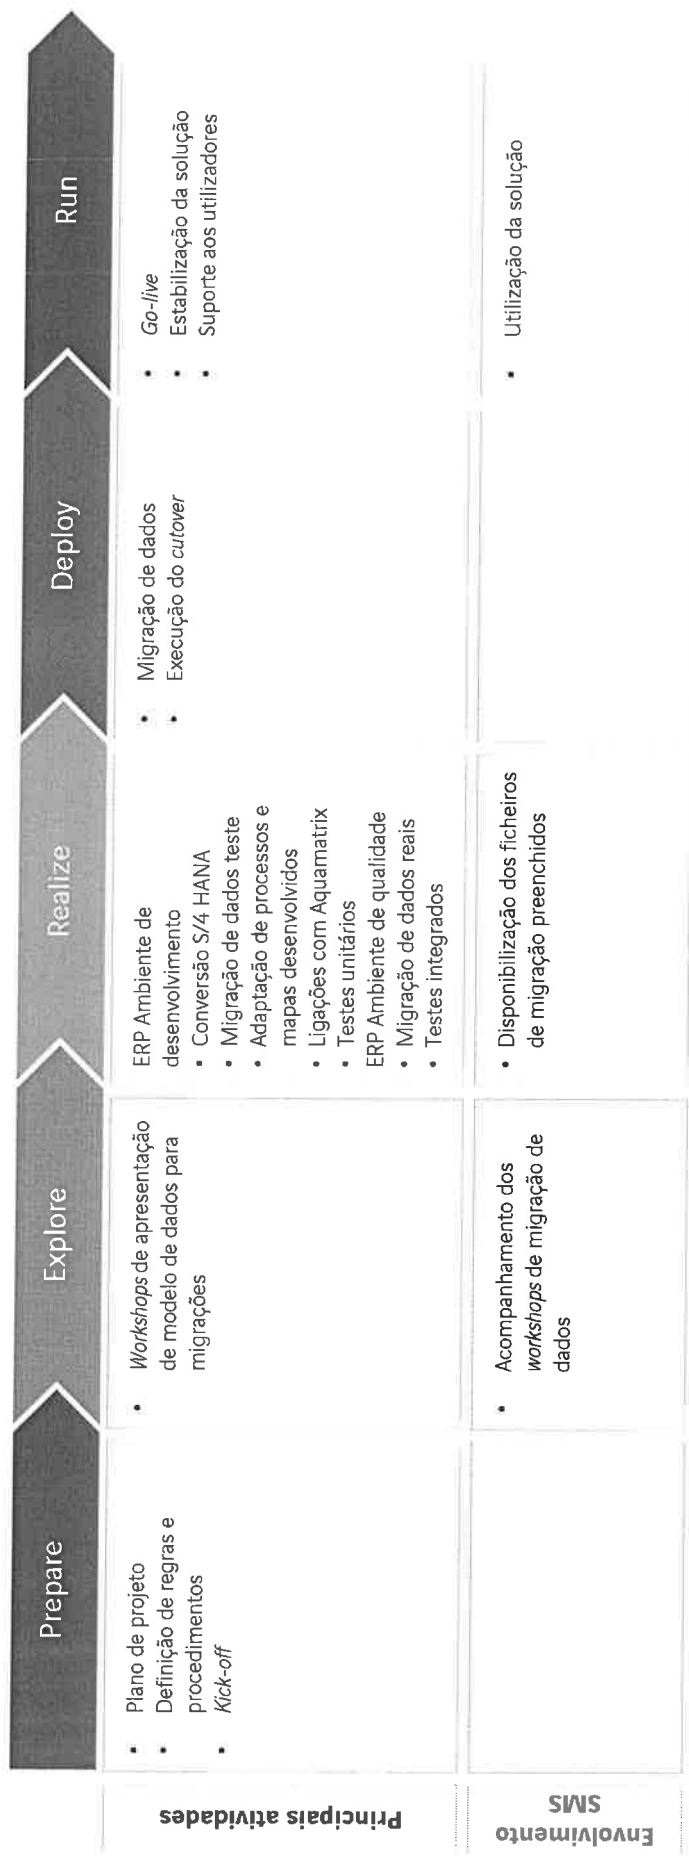 Prepare
Explore
Realize
Deploy
Run
Principais atividades
• Plano de projeto
• Definição de regras e
procedimentos
• Kick-off
• Workshops de apresentação
de modelo de dados para
migrações
ERP Ambiente de
desenvolvimento
• Conversão S/4 HANA
• Migração de dados teste
• Adaptação de processos e
mapas desenvolvidos
• Ligações com Aquamatrix
• Testes unitários
ERP Ambiente de qualidade
• Migração de dados reais
• Testes integrados
• Migração de dados
• Execução do cutover
• Go-live
• Estabilização da solução
• Suporte aos utilizadores
Envolvimento
SMS
• Acompanhamento dos
workshops de migração de
dados
• Disponibilização dos ficheiros
de migração preenchidos
• Utilização da solução